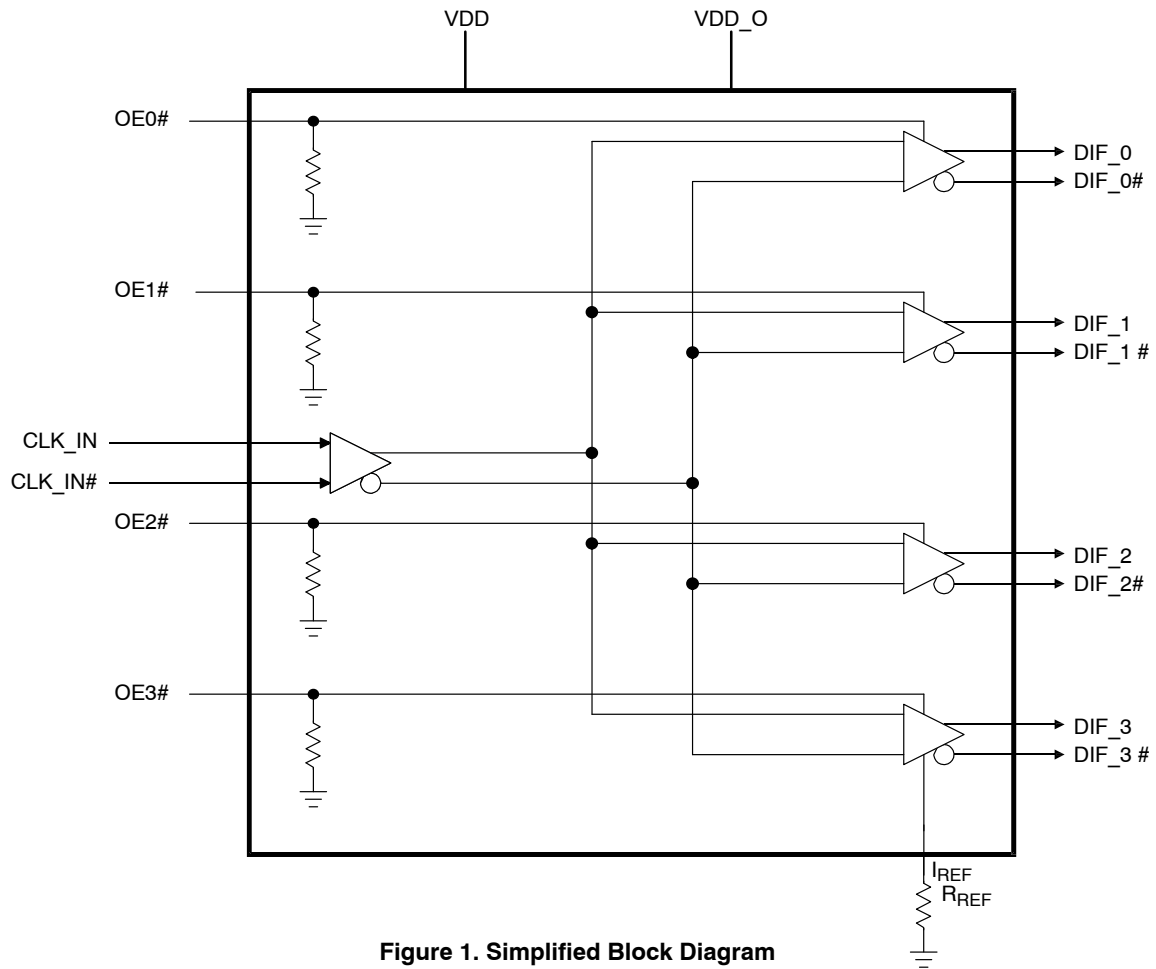 VDD
VDD_O
OE0#
DIF_0
DIF_0#
OE1#
DIF_1
DIF_1 #
CLK_IN
CLK_IN#
OE2#
DIF_2
DIF_2#
OE3#
DIF_3
DIF_3 #
IREF
RREF
Figure 1. Simplified Block Diagram